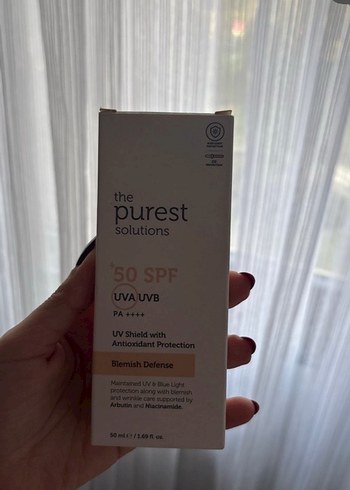 the
purest
solutions
+50 SPF
UVA UVB
PA ++++
UV Shield with
Antioxidant Protection
Blemish Defense
Maintained UV & Blue Light
protection along with blemish
and wrinkle care supported by
Arbutin and Niacinamide.
50 ml ℮ / 1.69 fl. oz.